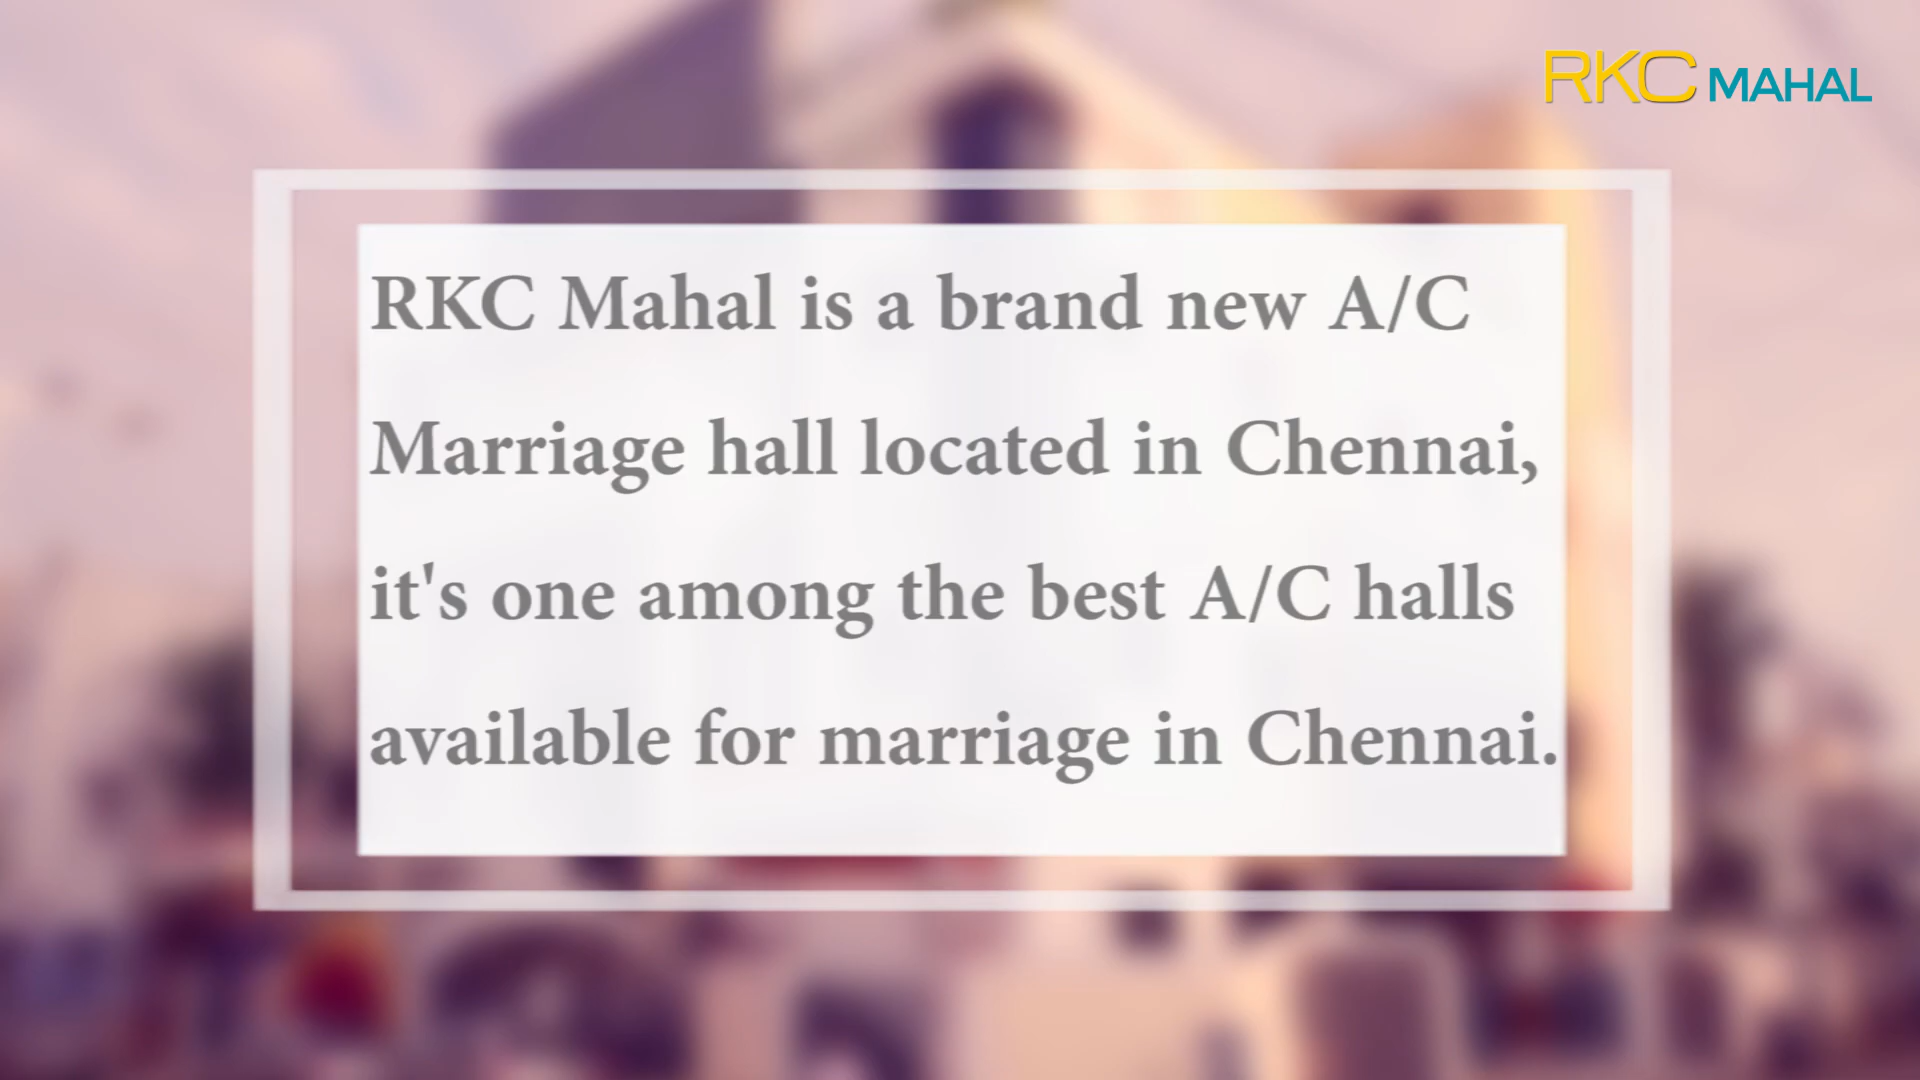 RKC MAHAL
RKC Mahal is a brand new A/C
Marriage hall located in Chennai,
it's one among the best A/C halls
available for marriage in Chennai.